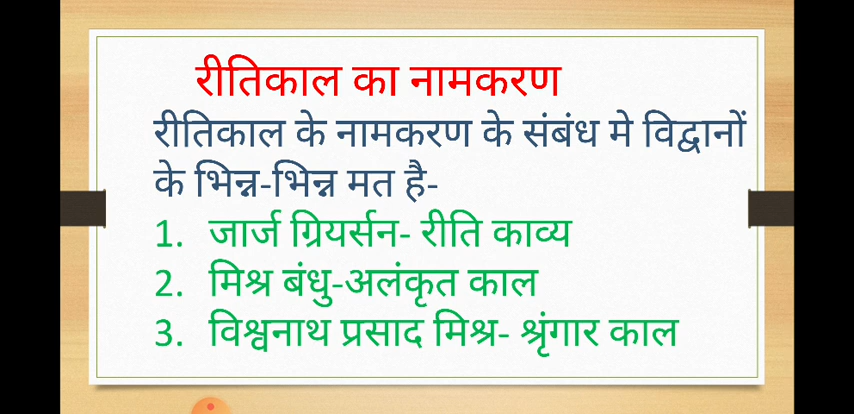 रीतिकाल का नामकरण
रीतिकाल के नामकरण के संबंध मे विद्वानों
के भिन्न-भिन्न मत है-
1. जार्ज ग्रियर्सन- रीति काव्य
2. मिश्र बंधु-अलंकृत काल
3. विश्वनाथ प्रसाद मिश्र- श्रृंगार काल